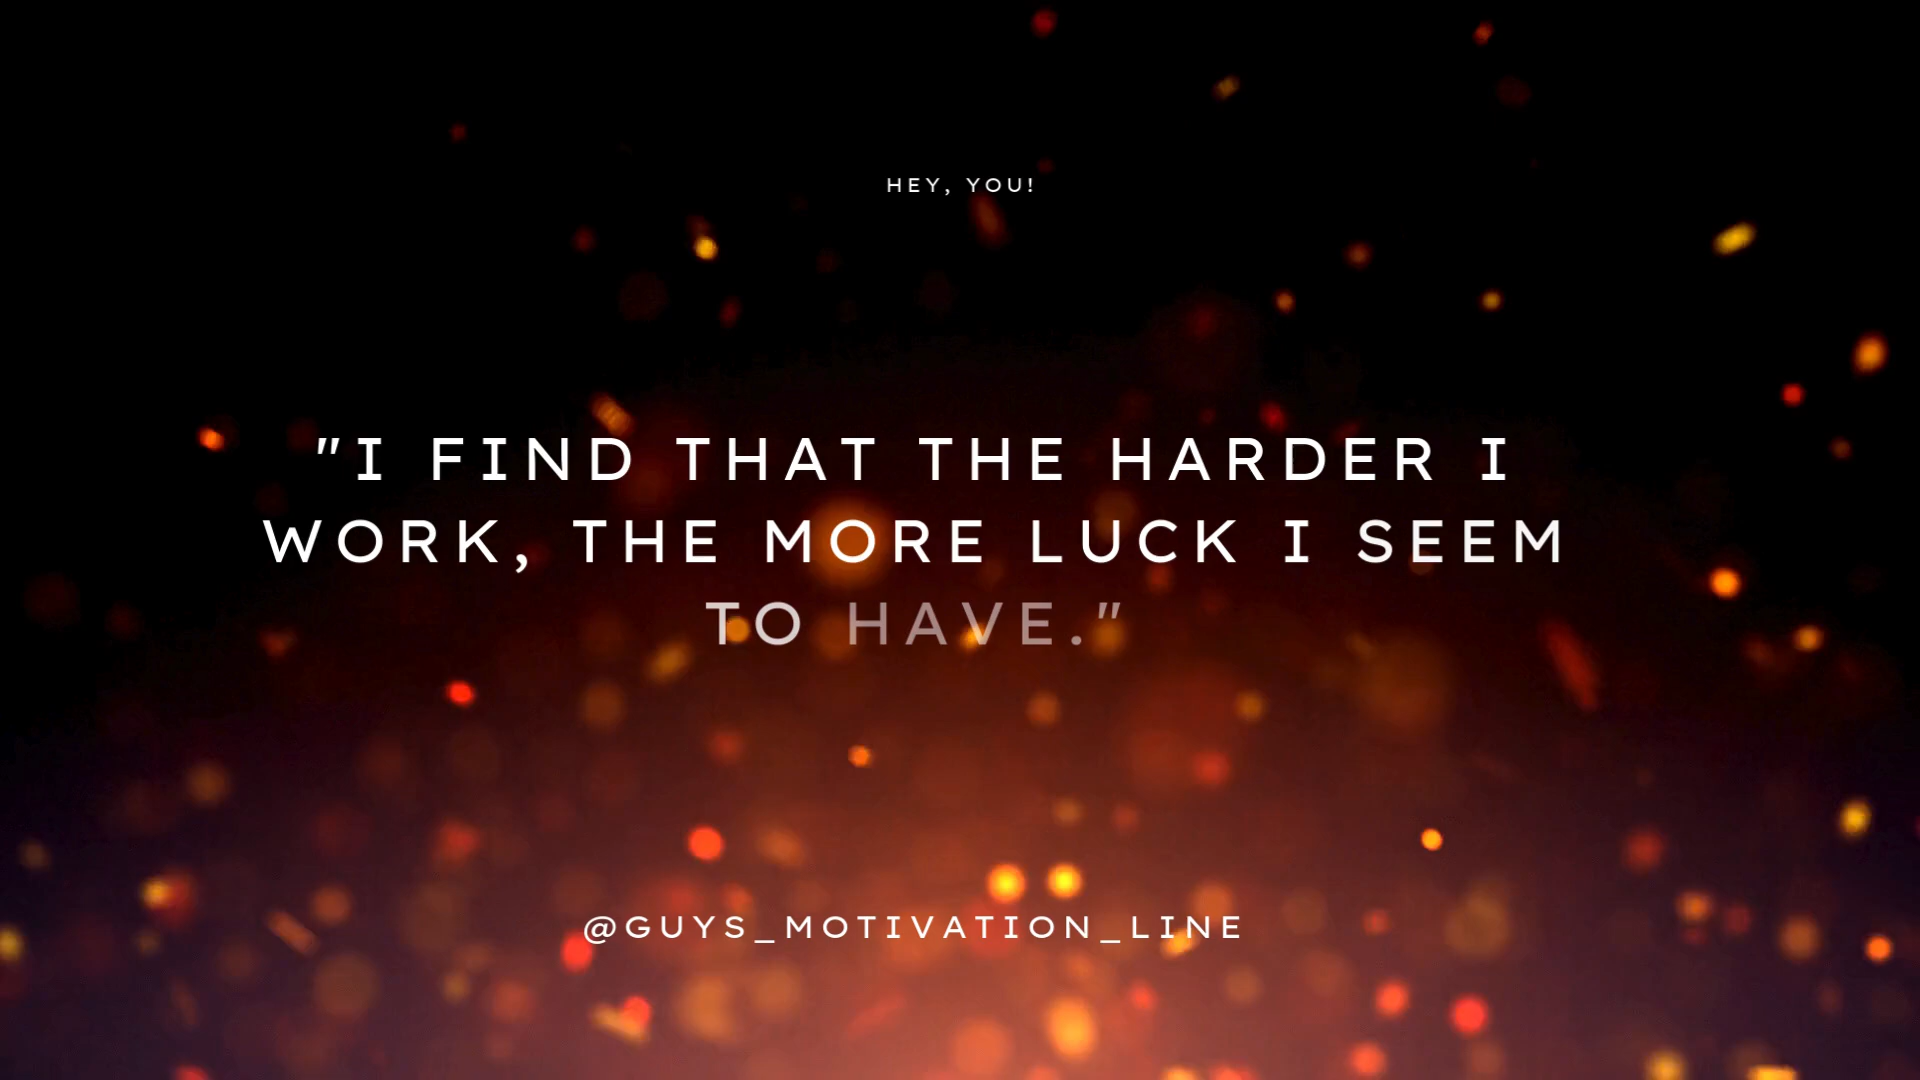 HEY, YOU!
"I FIND THAT THE HARDER I
WORK, THE MORE LUCK I SEEM
TO HAVE."
@GUYS_MOTIVATION_LINE